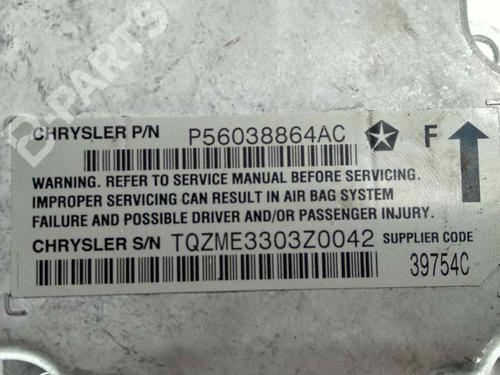 CHRYSLER P/N P56038864AC F
WARNING. REFER TO SERVICE MANUAL BEFORE SERVICING.
IMPROPER SERVICING CAN RESULT IN AIR BAG SYSTEM
FAILURE AND POSSIBLE DRIVER AND/OR PASSENGER INJURY.
CHRYSLER S/N TQZME3303Z0042 SUPPLIER CODE
39754C